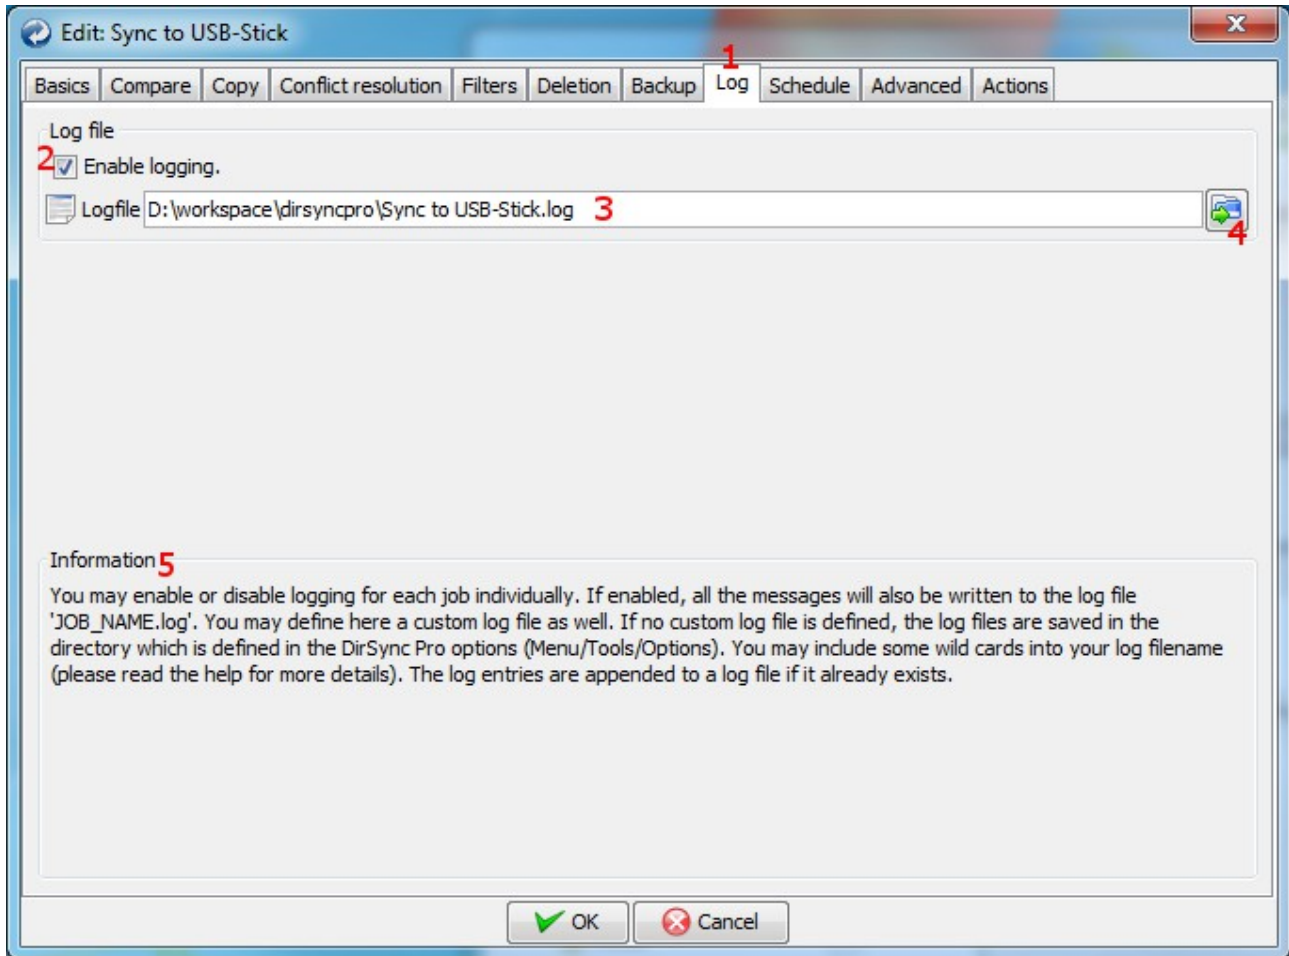 Edit: Sync to USB-Stick
1
Basics Compare Copy Conflict resolution Filters Deletion Backup Log Schedule Advanced Actions
Log file
2 Enable logging.
Logfile D:\workspace\dirsyncpro\Sync to USB-Stick.log 3
4
Information 5
You may enable or disable logging for each job individually. If enabled, all the messages will also be written to the log file
'JOB_NAME.log'. You may define here a custom log file as well. If no custom log file is defined, the log files are saved in the
directory which is defined in the DirSync Pro options (Menu/Tools/Options). You may include some wild cards into your log filename
(please read the help for more details). The log entries are appended to a log file if it already exists.
OK Cancel